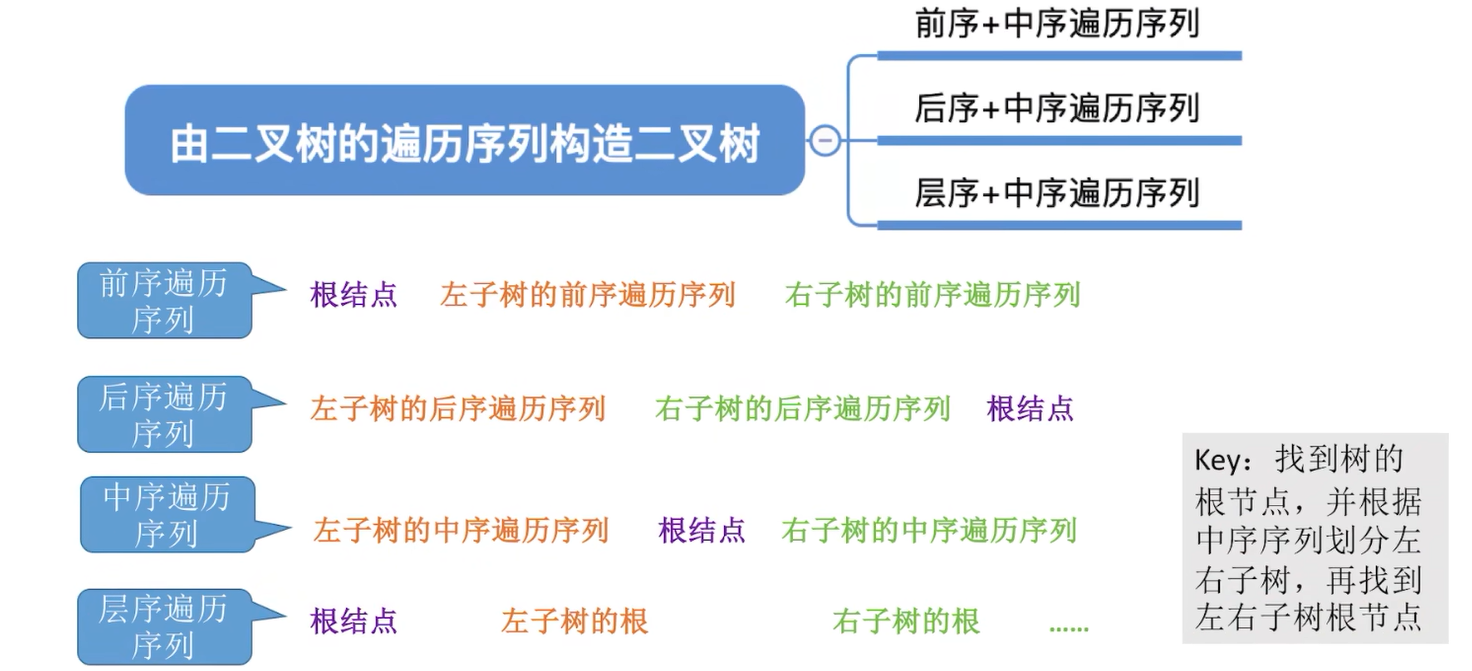 前序+中序遍历序列
由二叉树的遍历序列构造二叉树
后序+中序遍历序列
层序+中序遍历序列
前序遍历
序列
根结点 左子树的前序遍历序列 右子树的前序遍历序列
后序遍历
序列
左子树的后序遍历序列 右子树的后序遍历序列 根结点
中序遍历
序列
左子树的中序遍历序列 根结点 右子树的中序遍历序列
层序遍历
序列
根结点 左子树的根 右子树的根 ……
Key：找到树的
根节点，并根据
中序序列划分左
右子树，再找到
左右子树根节点